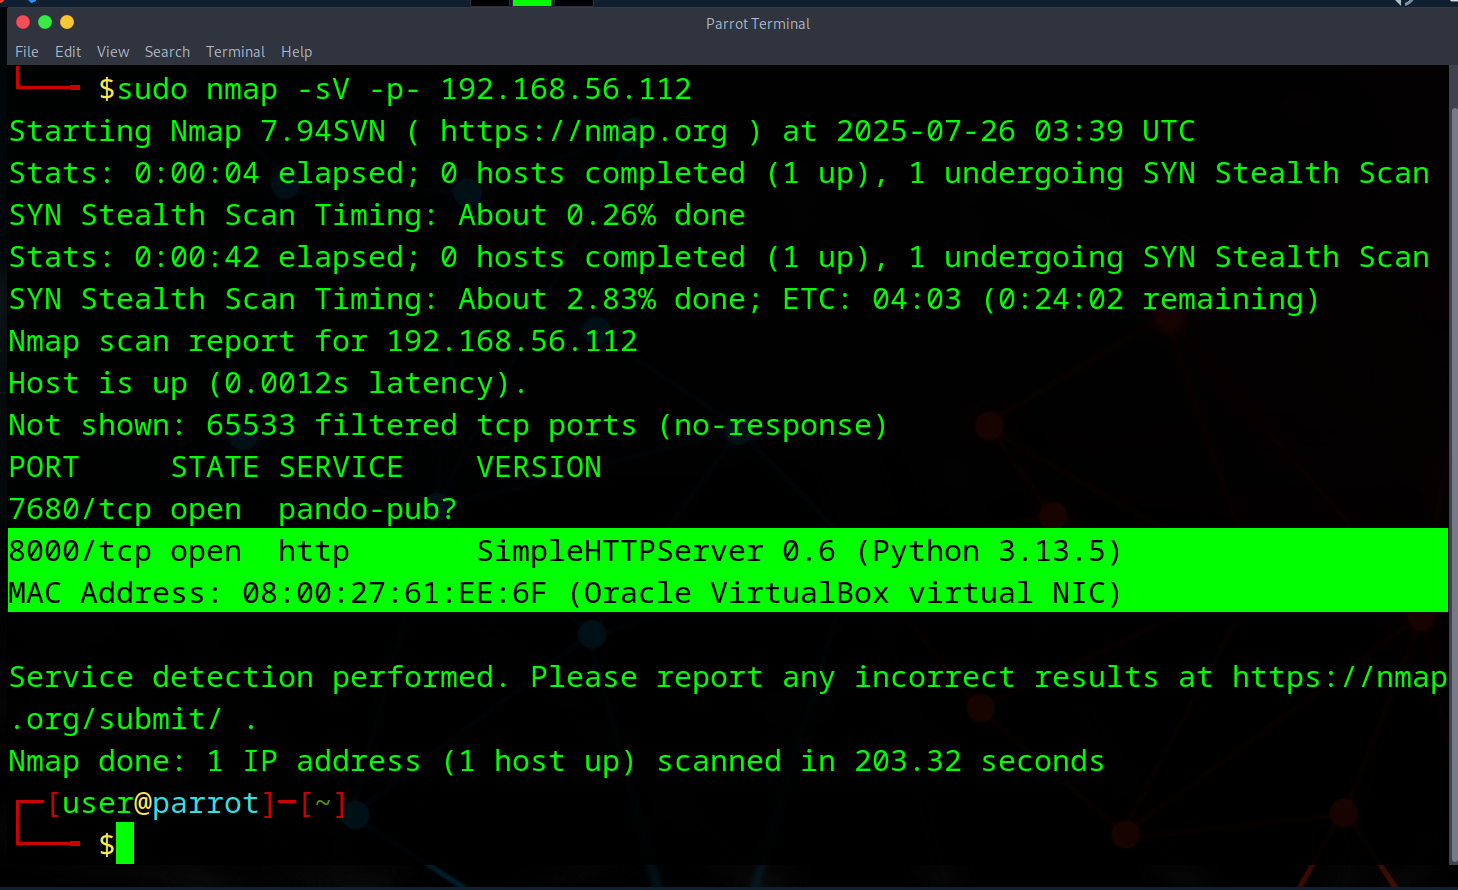 Parrot Terminal
File Edit View Search Terminal Help
$sudo nmap -sV -p- 192.168.56.112
Starting Nmap 7.94SVN ( https://nmap.org ) at 2025-07-26 03:39 UTC
Stats: 0:00:04 elapsed; 0 hosts completed (1 up), 1 undergoing SYN Stealth Scan
SYN Stealth Scan Timing: About 0.26% done
Stats: 0:00:42 elapsed; 0 hosts completed (1 up), 1 undergoing SYN Stealth Scan
SYN Stealth Scan Timing: About 2.83% done; ETC: 04:03 (0:24:02 remaining)
Nmap scan report for 192.168.56.112
Host is up (0.0012s latency).
Not shown: 65533 filtered tcp ports (no-response)
PORT     STATE SERVICE    VERSION
7680/tcp open  pando-pub?
8000/tcp open  http       SimpleHTTPServer 0.6 (Python 3.13.5)
MAC Address: 08:00:27:61:EE:6F (Oracle VirtualBox virtual NIC)
Service detection performed. Please report any incorrect results at https://nmap
.org/submit/ .
Nmap done: 1 IP address (1 host up) scanned in 203.32 seconds
[user@parrot]─[~]
$